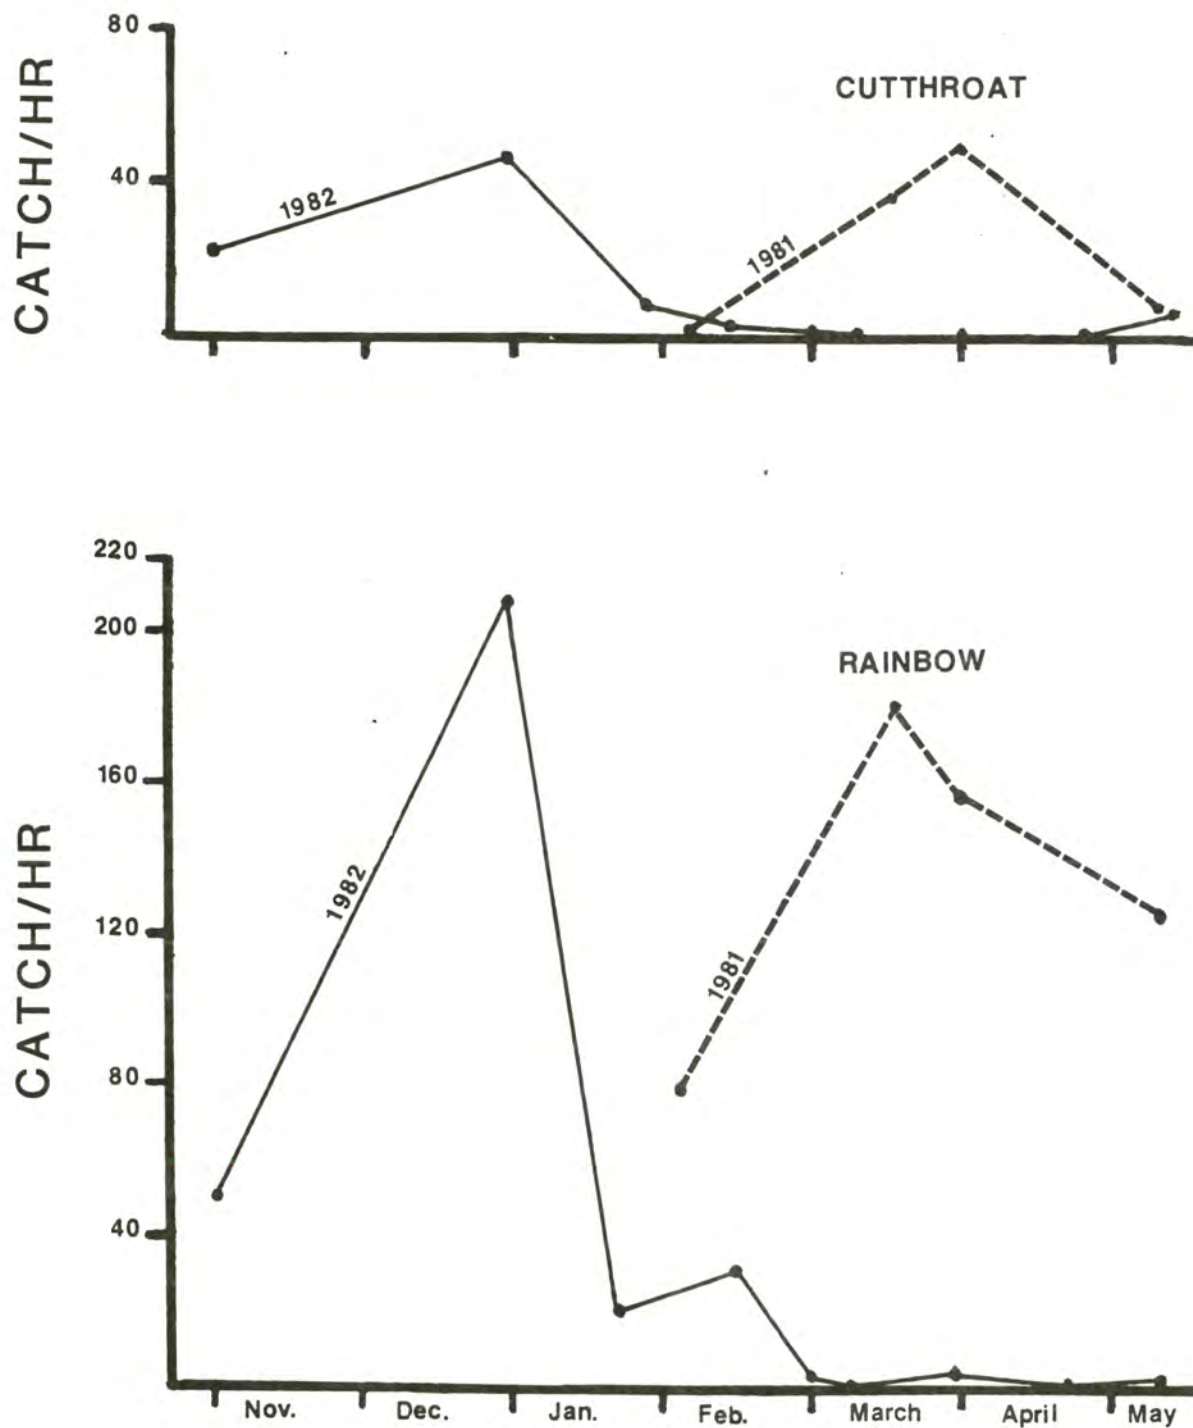 80
CUTTHROAT
CATCH/HR
40
1982
1981
220
200
RAINBOW
160
CATCH/HR
1982
120
1981
80
40
Nov. Dec. Jan. Feb. March April May